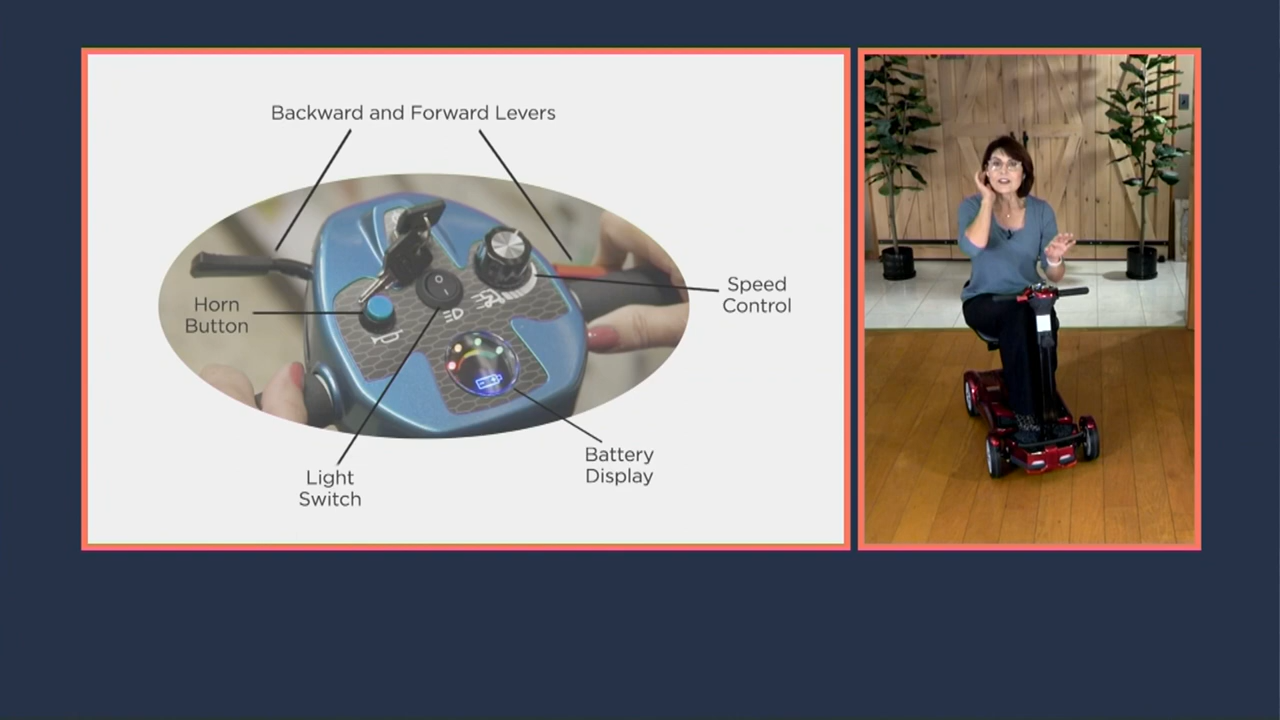 Backward and Forward Levers
Horn
Button
Speed
Control
Light
Switch
Battery
Display